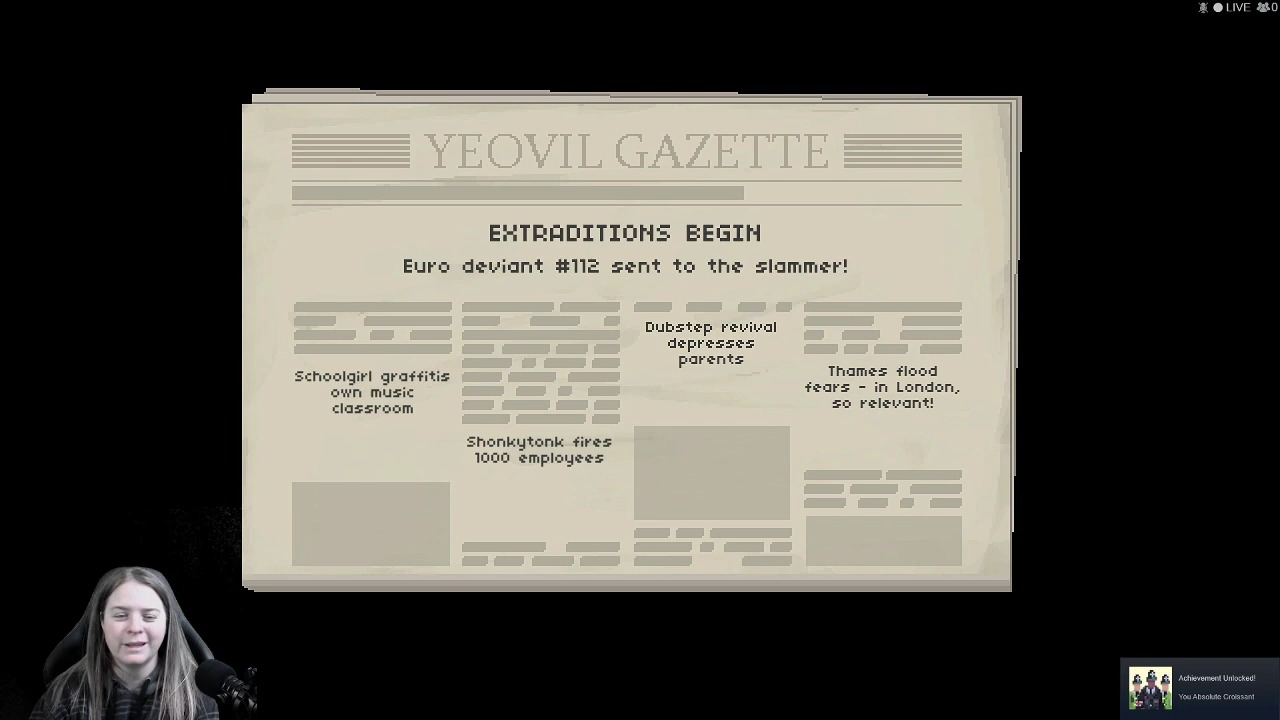 LIVE 0
YEOVIL GAZETTE
EXTRADITIONS BEGIN
Euro deviant #112 sent to the slammer!
Schoolgirl graffitis
own music
classroom
Shonkytonk fires
1000 employees
Dubstep revival
depresses
parents
Thames flood
fears - in London,
so relevant!
Achievement Unlocked!
You Absolute Croissant